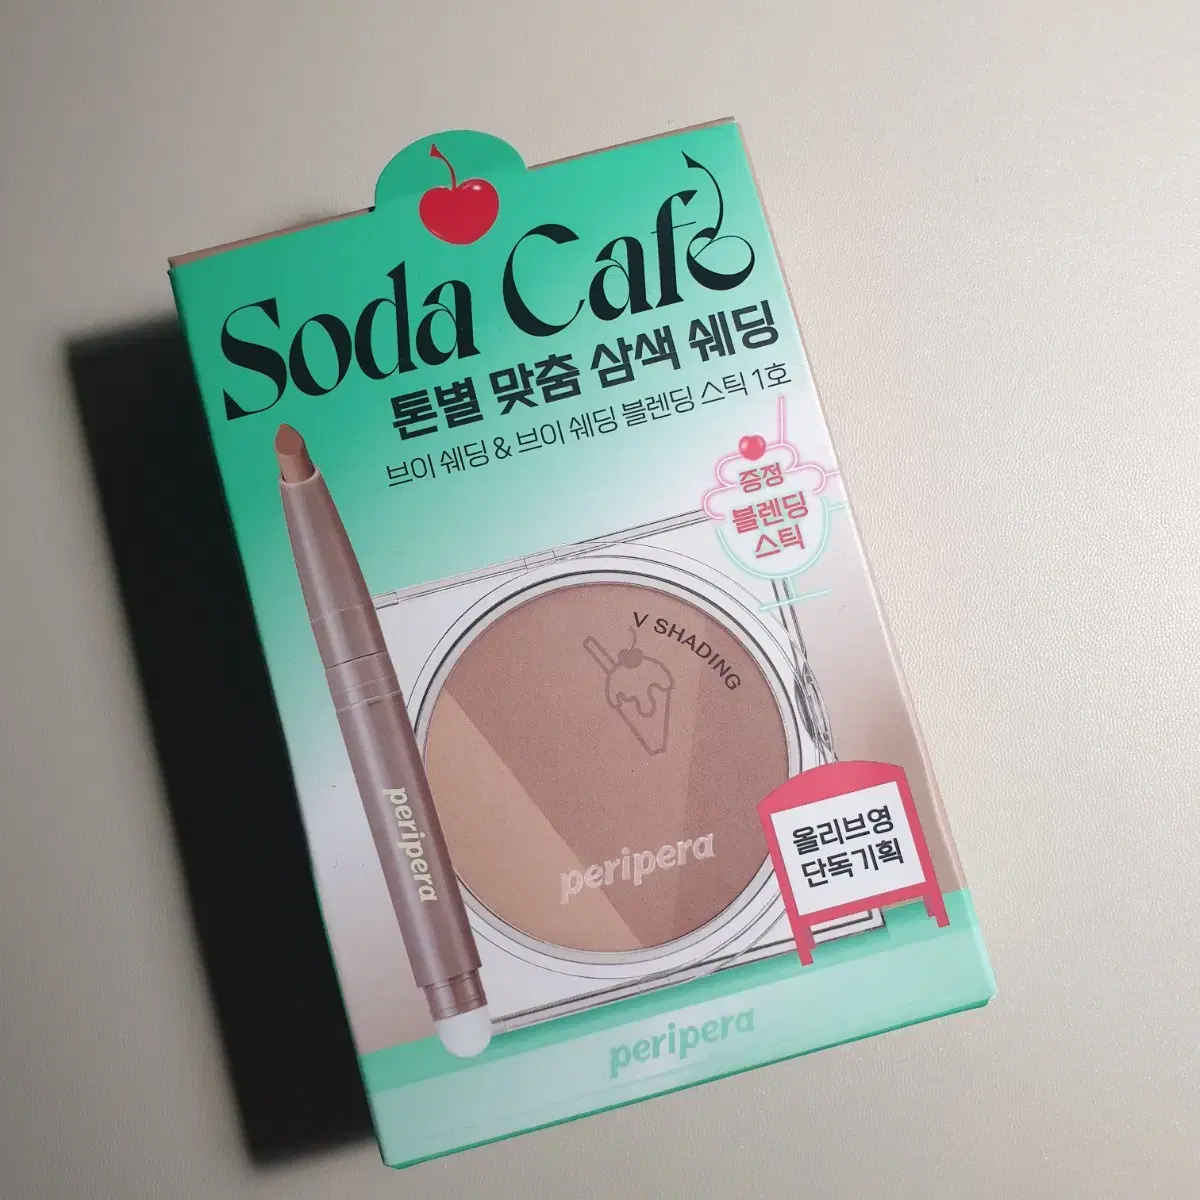 Soda Café
톤별 맞춤 삼색 쉐딩
브이 쉐딩 & 브이 쉐딩 블렌딩 스틱 1호
증정
블렌딩
스틱
V SHADING
peripera
peripera
올리브영
단독기획
peripera